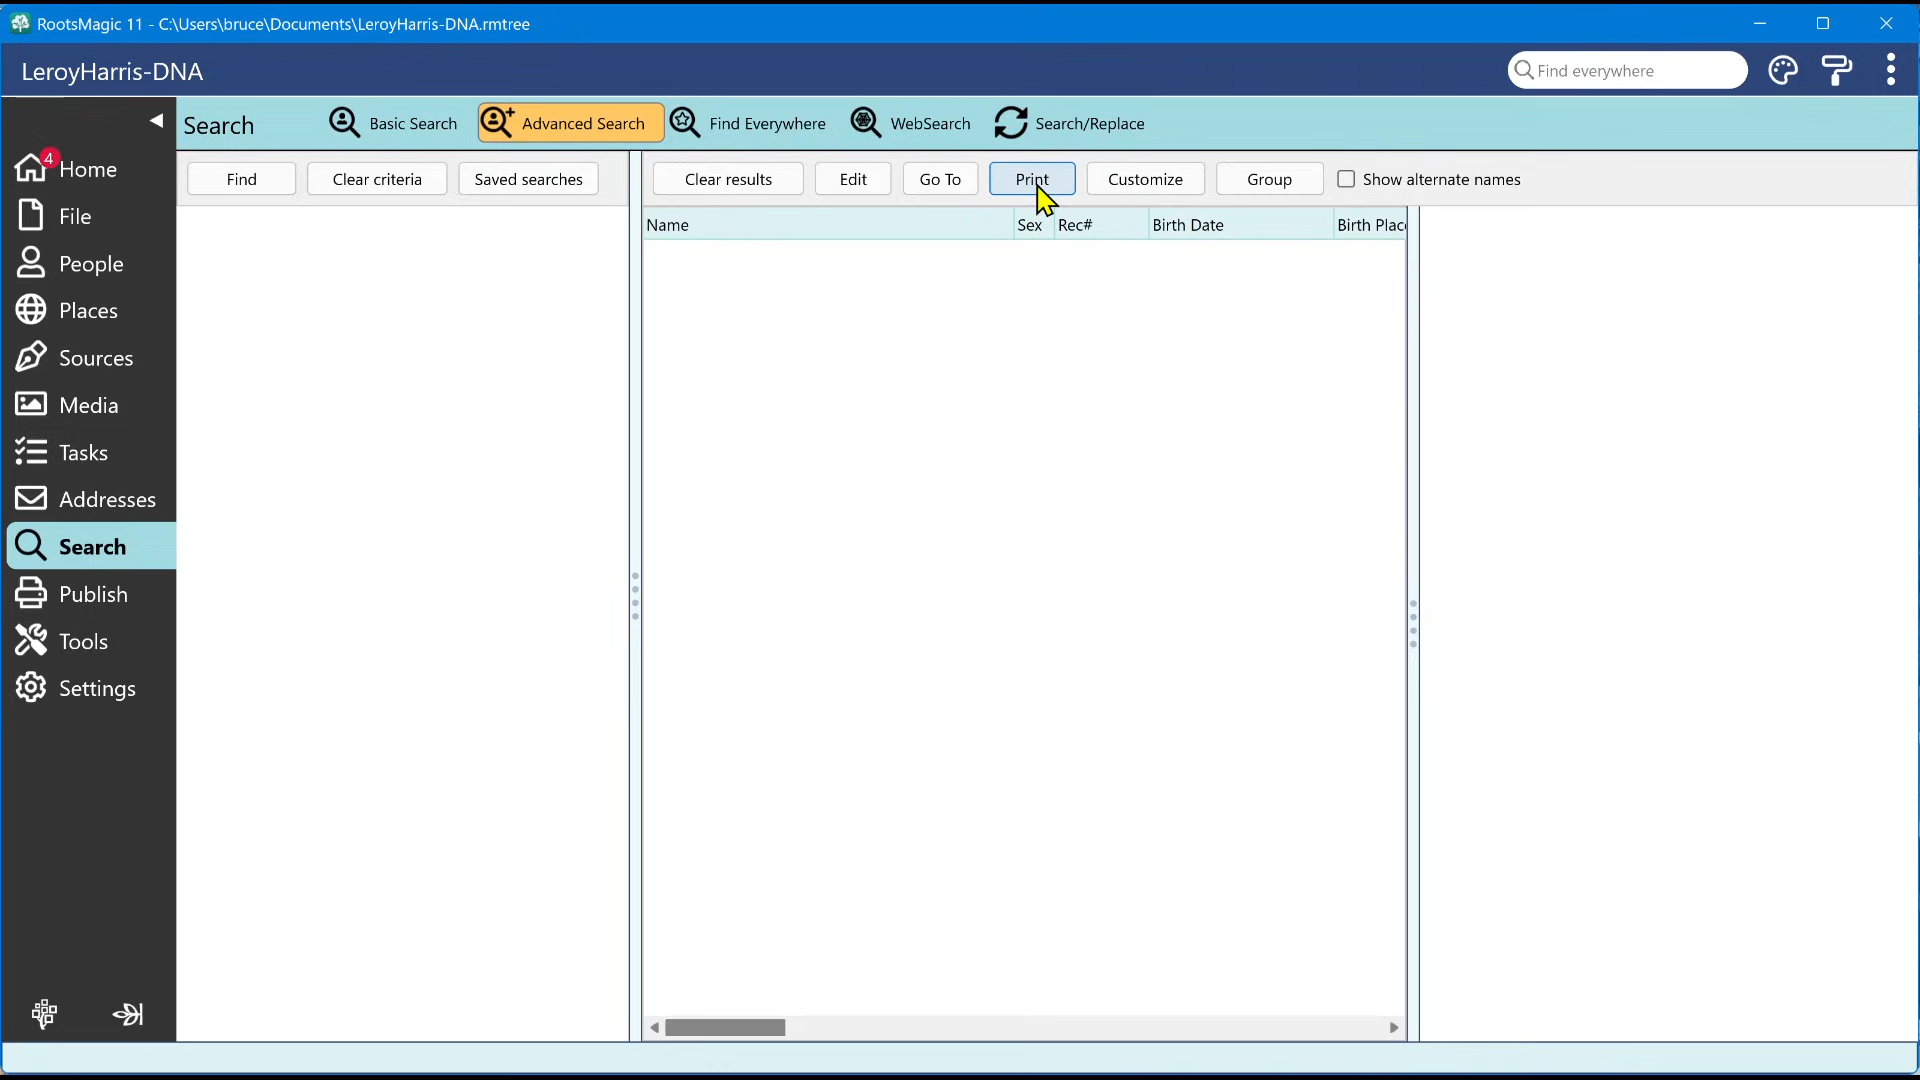 RootsMagic 11 - C:\Users\bruce\Documents\LeroyHarris-DNA.rmtree
LeroyHarris-DNA
Find everywhere
Search
Basic Search
Advanced Search
Find Everywhere
WebSearch
Search/Replace
4
Home
File
People
Places
Sources
Media
Tasks
Addresses
Search
Publish
Tools
Settings
Find
Clear criteria
Saved searches
Clear results
Edit
Go To
Print
Customize
Group
Show alternate names
Name
Sex
Rec#
Birth Date
Birth Plac